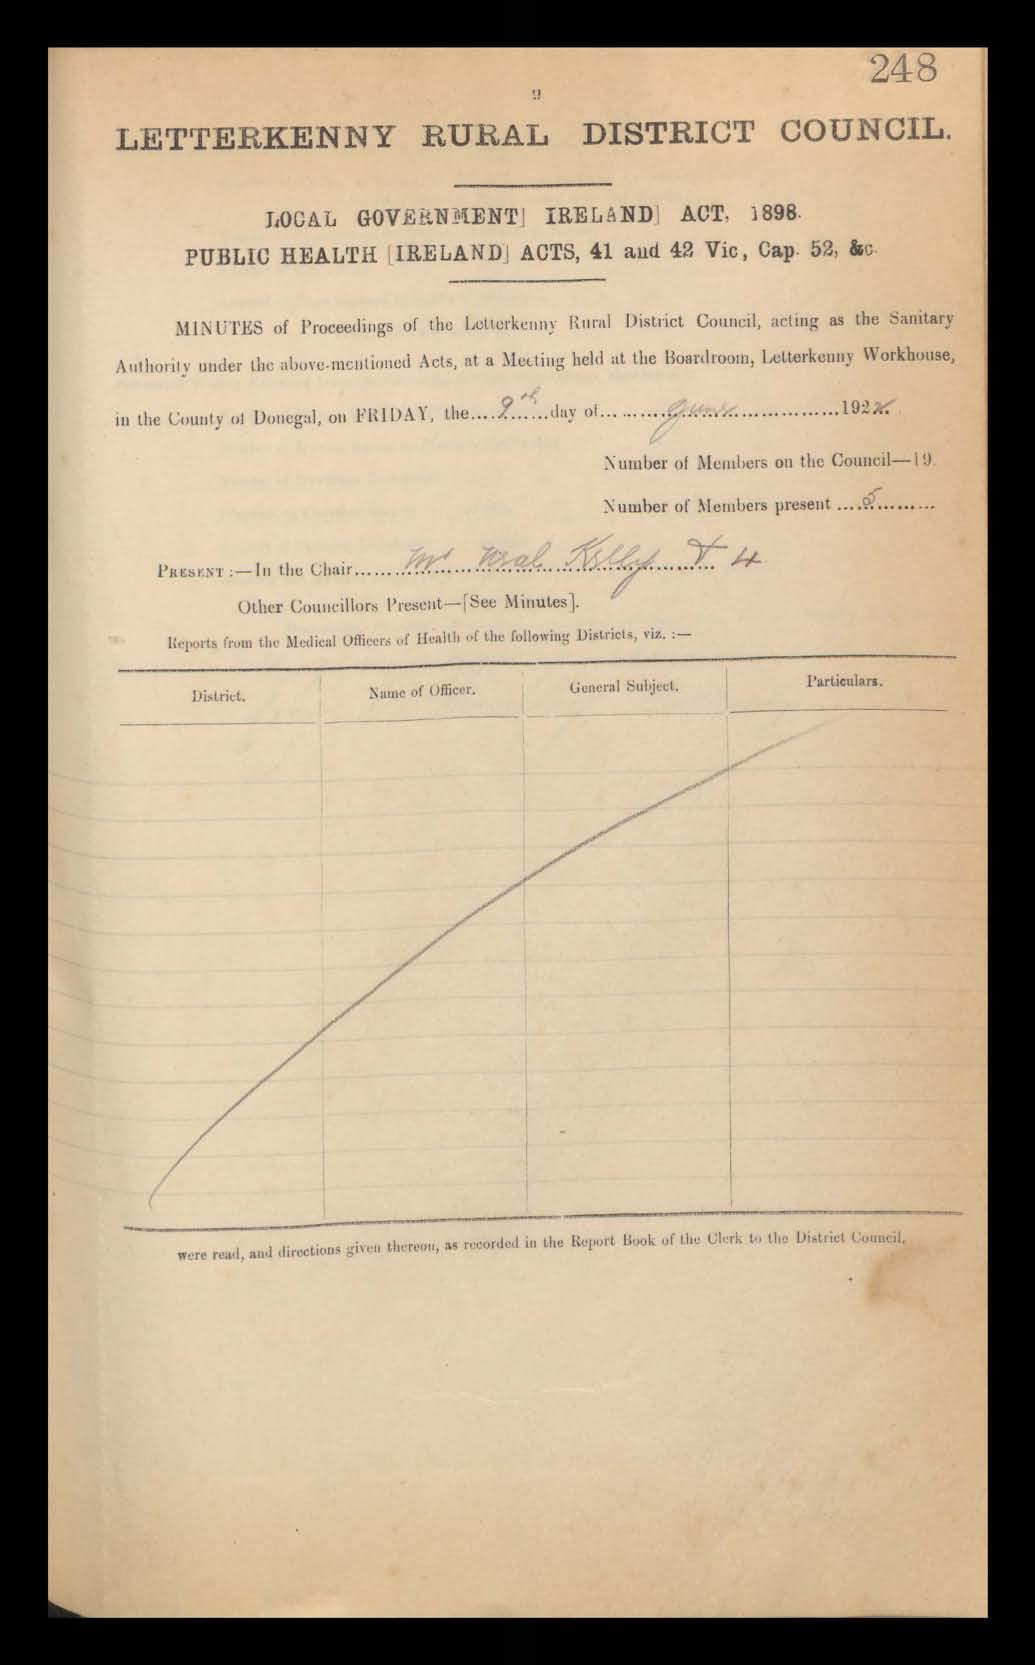 248
9
LETTERKENNY RURAL DISTRICT COUNCIL.
LOCAL GOVERNMENT] IRELAND] ACT, 1898.
PUBLIC HEALTH [IRELAND] ACTS, 41 and 42 Vic, Cap. 52, &c.
MINUTES of Proceedings of the Letterkenny Rural District Council, acting as the Sanitary
Authority under the above-mentioned Acts, at a Meeting held at the Boardroom, Letterkenny Workhouse,
in the County of Donegal, on FRIDAY, the....9th....day of.........June...............1922.
Number of Members on the Council—19.
Number of Members present ....5.........
PRESENT :—In the Chair.......Mr Neal Kelly & 4
Other Councillors Present—[See Minutes].
Reports from the Medical Officers of Health of the following Districts, viz. :—
District. Name of Officer. General Subject. Particulars.
were read, and directions given thereon, as recorded in the Report Book of the Clerk to the District Council.